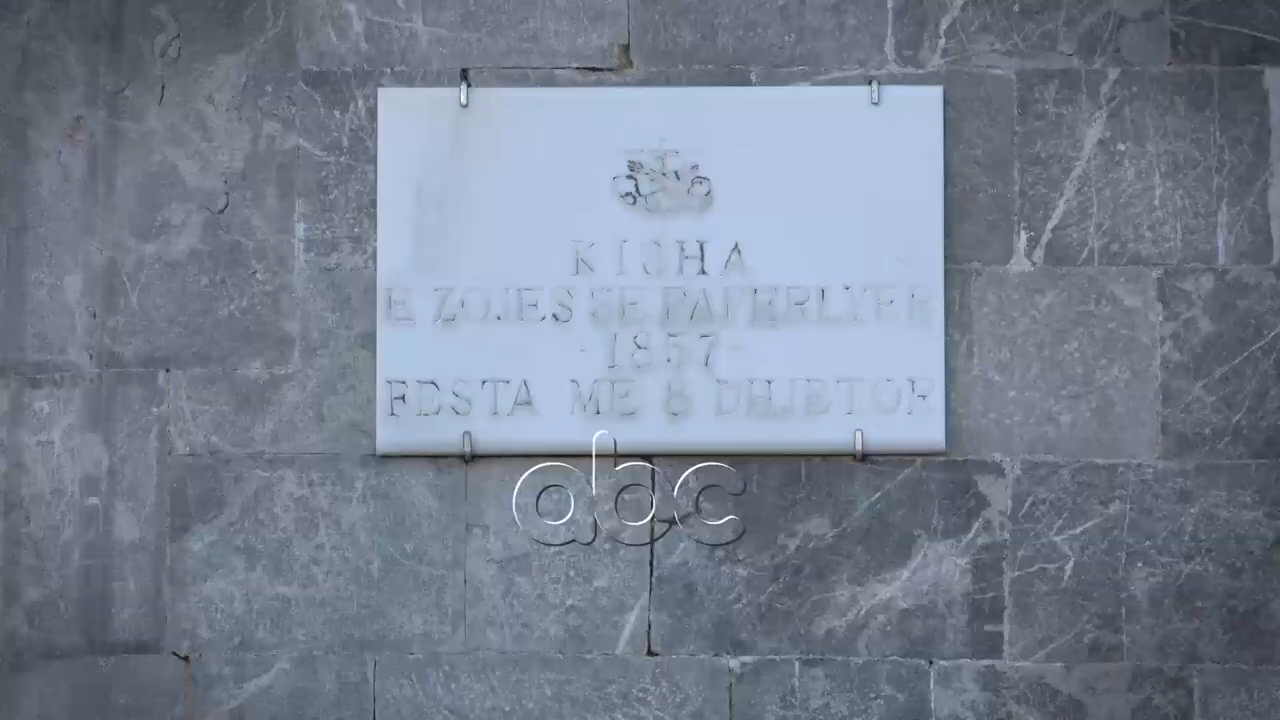 KISHA
E ZOJES SE PAPERLYER
1857
FESTA ME 8 DHJETOR
abc